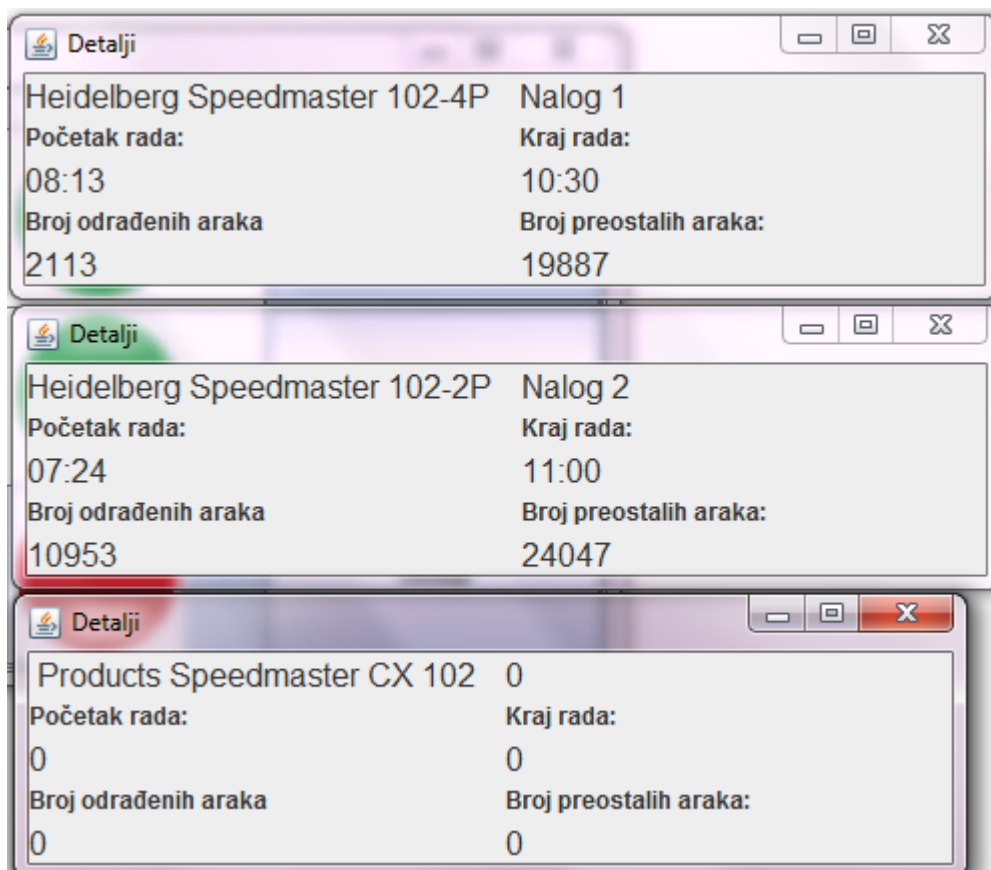 Detalji
Heidelberg Speedmaster 102-4P Nalog 1
Početak rada: Kraj rada:
08:13 10:30
Broj odrađenih araka Broj preostalih araka:
2113 19887
Detalji
Heidelberg Speedmaster 102-2P Nalog 2
Početak rada: Kraj rada:
07:24 11:00
Broj odrađenih araka Broj preostalih araka:
10953 24047
Detalji
Products Speedmaster CX 102 0
Početak rada: Kraj rada:
0 0
Broj odrađenih araka Broj preostalih araka:
0 0